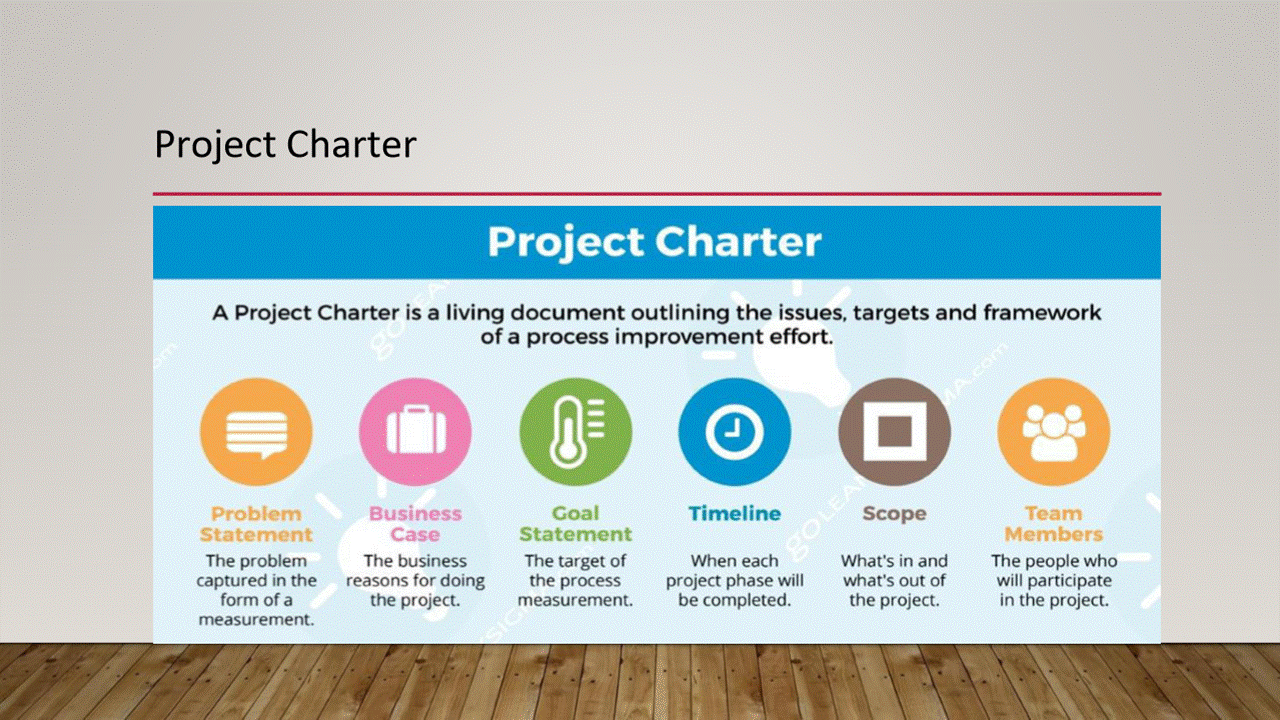 Project Charter
Project Charter
A Project Charter is a living document outlining the issues, targets and framework
of a process improvement effort.
Problem
Statement
The problem
captured in the
form of a
measurement.
Business
Case
The business
reasons for doing
the project.
Goal
Statement
The target of
the process
measurement.
Timeline
When each
project phase will
be completed.
Scope
What's in and
what's out of
the project.
Team
Members
The people who
will participate
in the project.